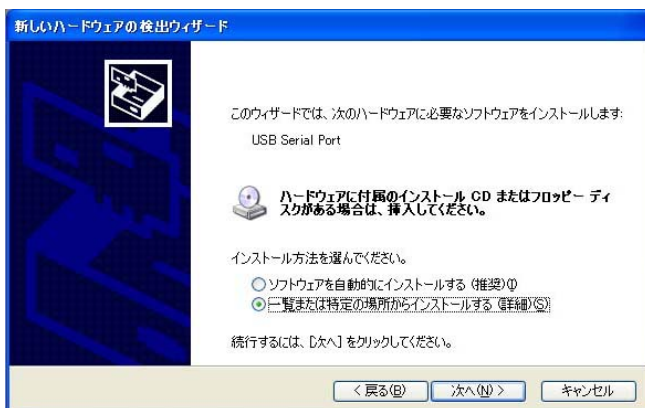 新しいハードウェアの検出ウィザード
このウィザードでは、次のハードウェアに必要なソフトウェアをインストールします:
USB Serial Port
ハードウェアに付属のインストール CD またはフロッピー ディ
スクがある場合は、挿入してください。
インストール方法を選んでください。
ソフトウェアを自動的にインストールする (推奨)(I)
一覧または特定の場所からインストールする (詳細)(S)
続行するには、[次へ] をクリックしてください。
< 戻る(B)
次へ(N) >
キャンセル